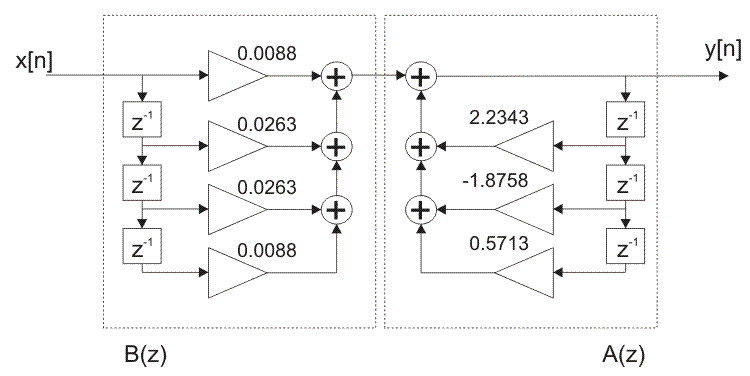 x[n]
y[n]
0.0088
z⁻¹
0.0263
2.2343
z⁻¹
z⁻¹
0.0263
-1.8758
z⁻¹
z⁻¹
0.0088
0.5713
z⁻¹
B(z)
A(z)